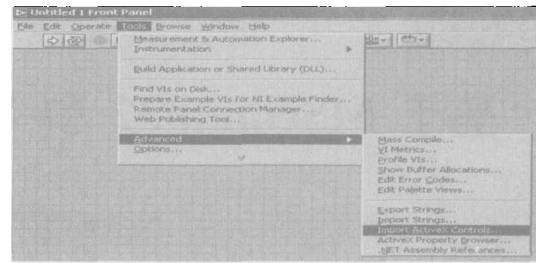 Untitled 1 Front Panel
File Edit Operate Tools Browse Window Help
Measurement & Automation Explorer...
Instrumentation
Build Application or Shared Library (DLL)...
Find VIs on Disk...
Prepare Example VIs for NI Example Finder...
Remote Panel Connection Manager...
Web Publishing Tool...
Advanced
Options...
Mass Compile...
VI Metrics...
Profile VIs...
Show Buffer Allocations...
Edit Error Codes...
Edit Palette Views...
Export Strings...
Import Strings...
Import ActiveX Controls...
ActiveX Property Browser...
.NET Assembly References...